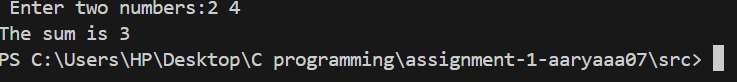 Enter two numbers:2 4
The sum is 3
PS C:\Users\HP\Desktop\C programming\assignment-1-aaryaaa07\src>